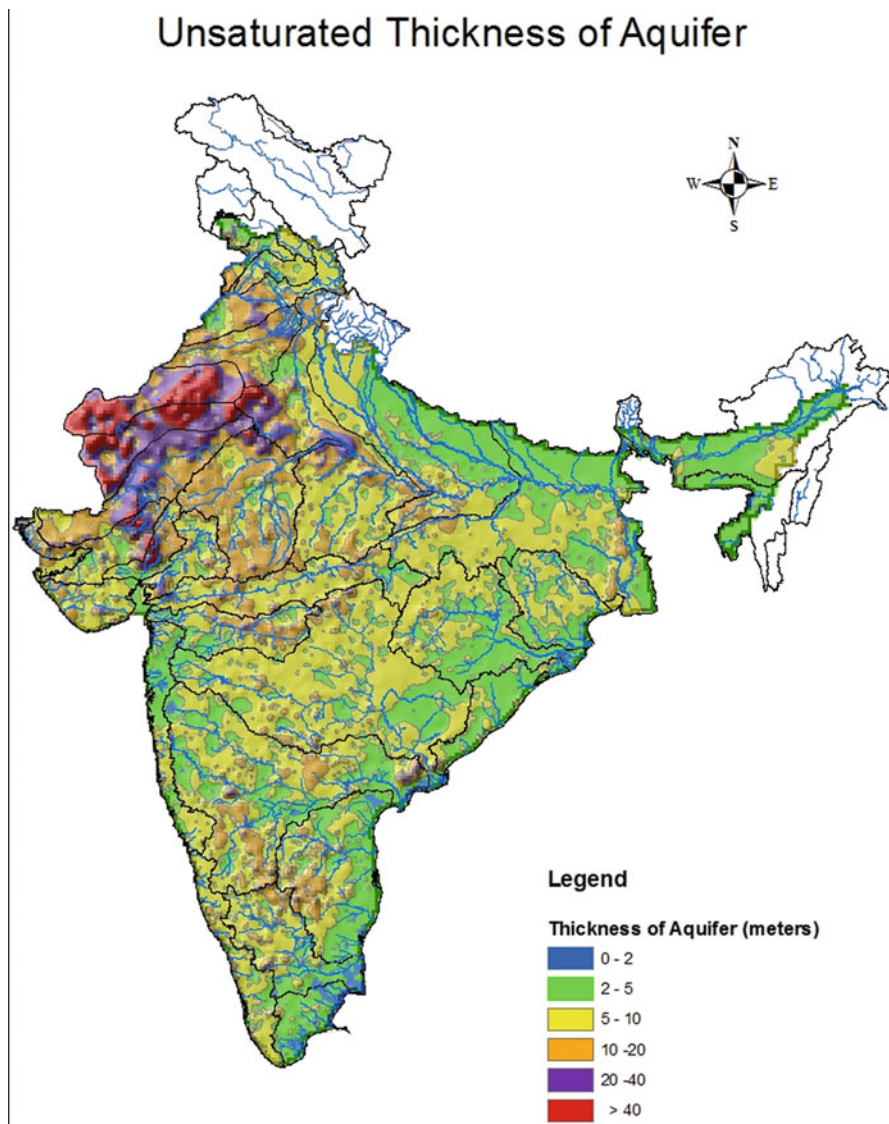 Unsaturated Thickness of Aquifer
N
W E
S
Legend
Thickness of Aquifer (meters)
0 - 2
2 - 5
5 - 10
10 -20
20 -40
> 40